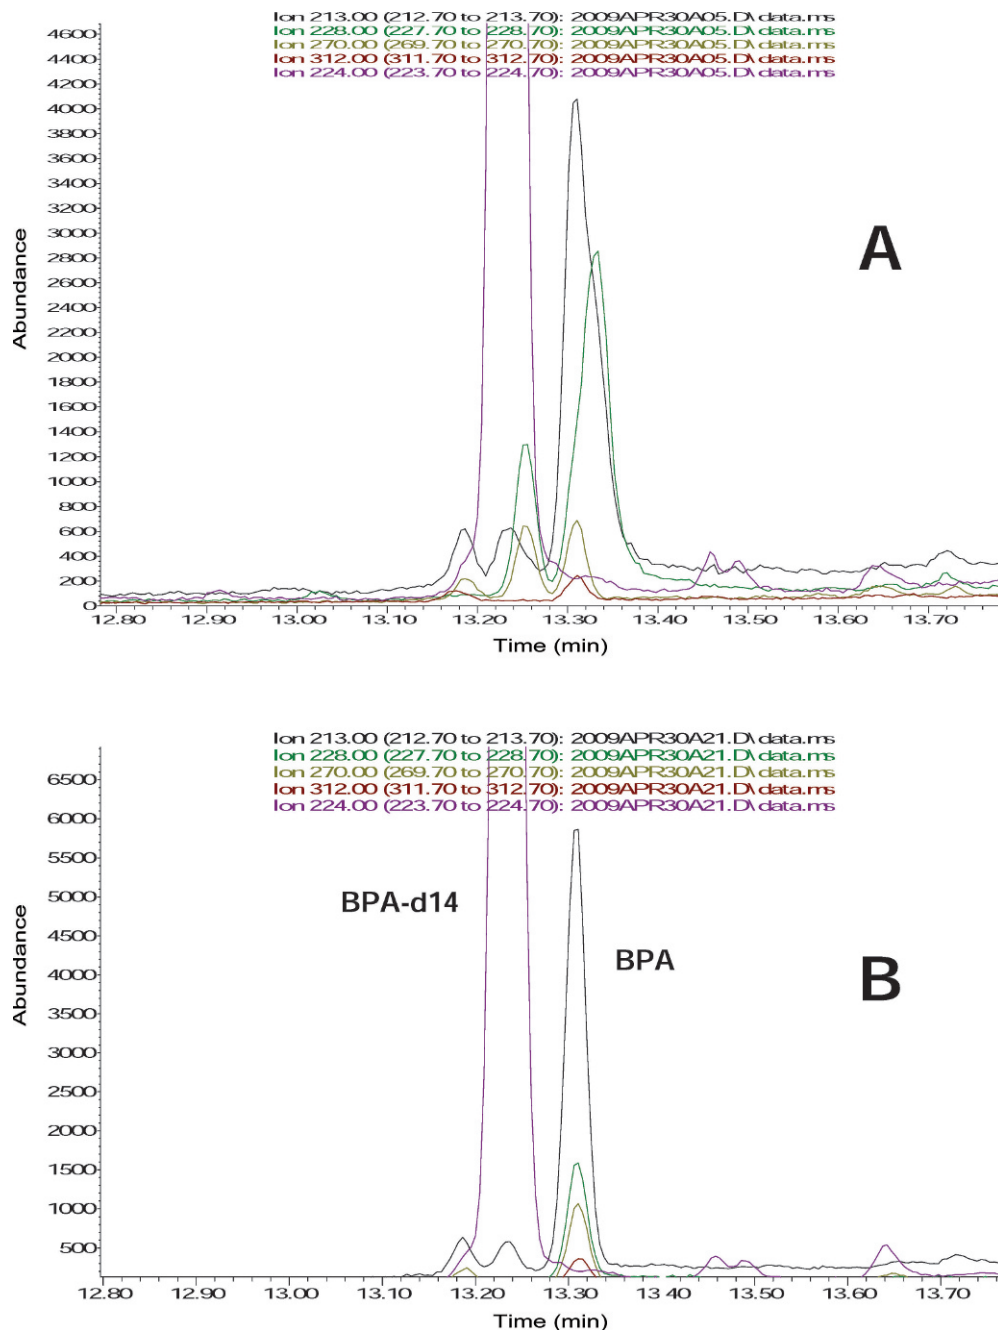 Ion 213.00 (212.70 to 213.70): 2009APR30A05.D\data.ms
Ion 228.00 (227.70 to 228.70): 2009APR30A05.D\data.ms
Ion 270.00 (269.70 to 270.70): 2009APR30A05.D\data.ms
Ion 312.00 (311.70 to 312.70): 2009APR30A05.D\data.ms
Ion 224.00 (223.70 to 224.70): 2009APR30A05.D\data.ms
4600
4400
4200
4000
3800
3600
3400
3200
3000
2800
2600
2400
2200
2000
1800
1600
1400
1200
1000
800
600
400
200
0
Abundance
A
12.80 12.90 13.00 13.10 13.20 13.30 13.40 13.50 13.60 13.70
Time (min)
Ion 213.00 (212.70 to 213.70): 2009APR30A21.D\data.ms
Ion 228.00 (227.70 to 228.70): 2009APR30A21.D\data.ms
Ion 270.00 (269.70 to 270.70): 2009APR30A21.D\data.ms
Ion 312.00 (311.70 to 312.70): 2009APR30A21.D\data.ms
Ion 224.00 (223.70 to 224.70): 2009APR30A21.D\data.ms
6500
6000
5500
5000
4500
4000
3500
3000
2500
2000
1500
1000
500
Abundance
BPA-d14
BPA
B
12.80 12.90 13.00 13.10 13.20 13.30 13.40 13.50 13.60 13.70
Time (min)